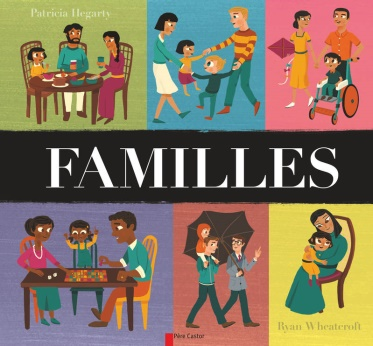 Patricia Hegarty
FAMILLES
Père Castor
Ryan Wheatcroft